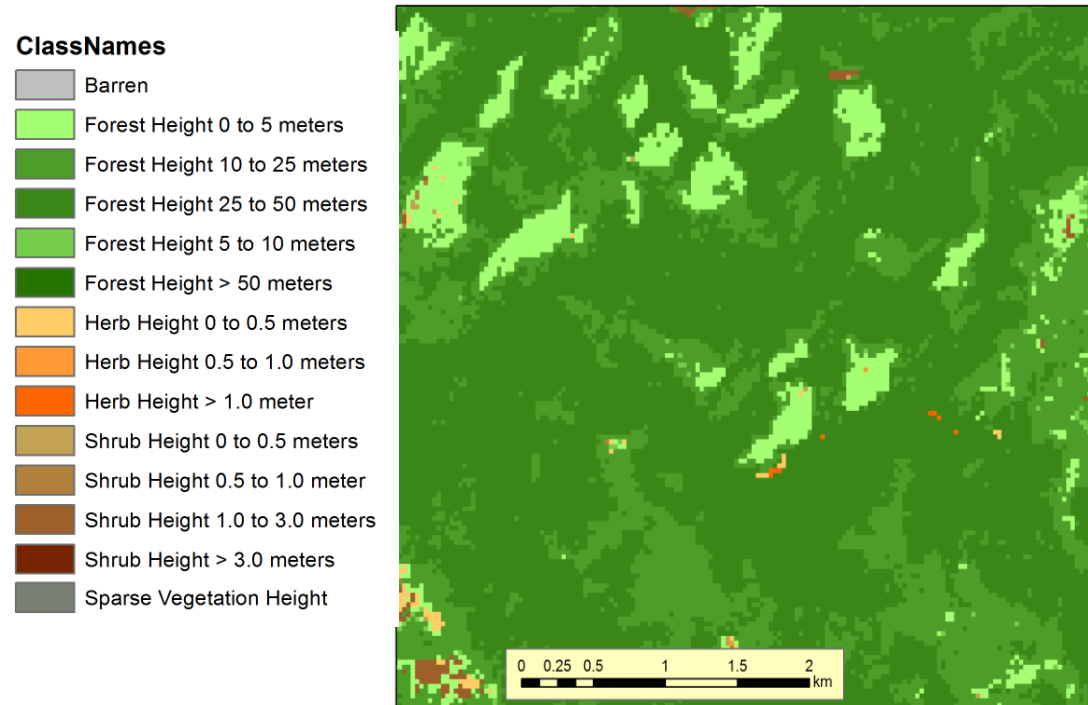 ClassNames
Barren
Forest Height 0 to 5 meters
Forest Height 10 to 25 meters
Forest Height 25 to 50 meters
Forest Height 5 to 10 meters
Forest Height > 50 meters
Herb Height 0 to 0.5 meters
Herb Height 0.5 to 1.0 meters
Herb Height > 1.0 meter
Shrub Height 0 to 0.5 meters
Shrub Height 0.5 to 1.0 meter
Shrub Height 1.0 to 3.0 meters
Shrub Height > 3.0 meters
Sparse Vegetation Height
0 0.25 0.5 1 1.5 2
km